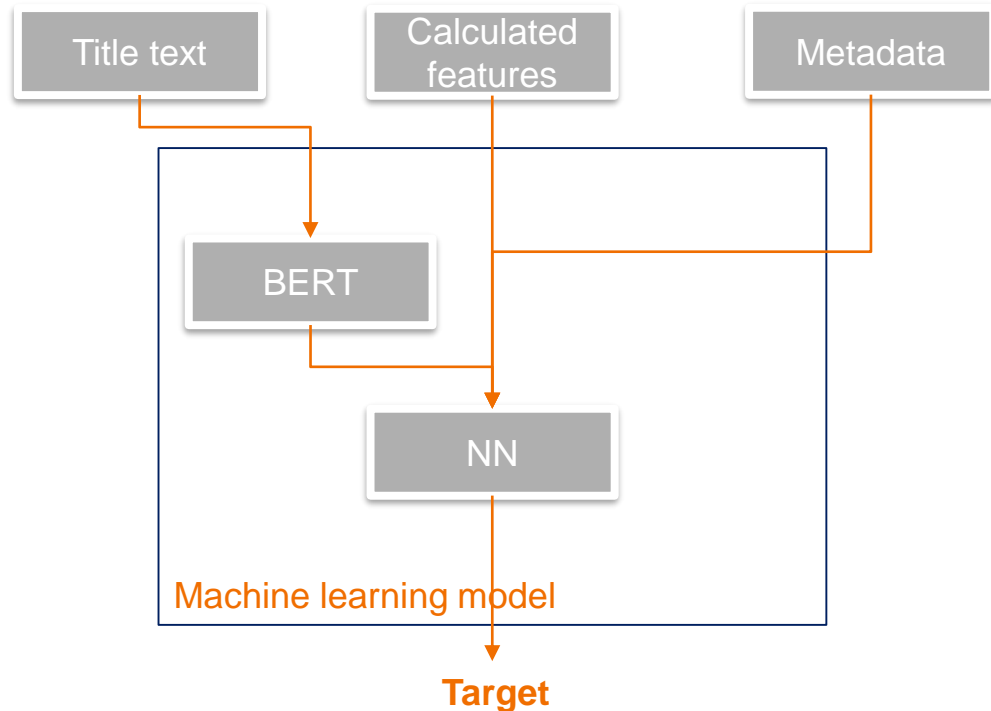 Title text
Calculated
features
Metadata
BERT
NN
Machine learning model
Target